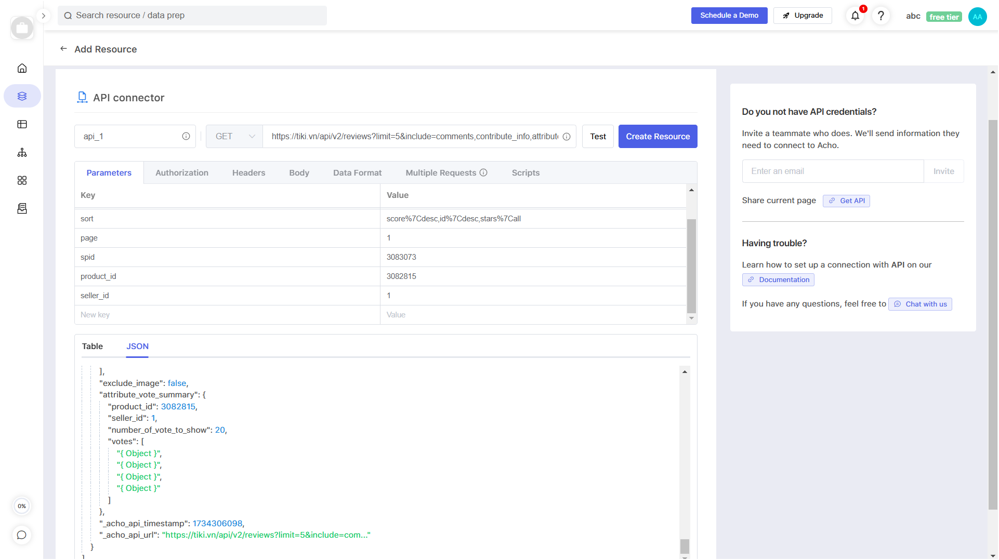 Search resource / data prep
Schedule a Demo
Upgrade
1
abc
free tier
AA
Add Resource
API connector
api_1
GET
https://tiki.vn/api/v2/reviews?limit=5&include=comments,contribute_info,attribut
Test
Create Resource
Parameters
Authorization
Headers
Body
Data Format
Multiple Requests
Scripts
Key Value
sort score%7Cdesc,id%7Cdesc,stars%7Call
page 1
spid 3083073
product_id 3082815
seller_id 1
New key Value
Table JSON
],
"exclude_image": false,
"attribute_vote_summary": {
"product_id": 3082815,
"seller_id": 1,
"number_of_vote_to_show": 20,
"votes": [
"{ Object }",
"{ Object }",
"{ Object }",
"{ Object }"
]
},
"_acho_api_timestamp": 1734306098,
"_acho_api_url": "https://tiki.vn/api/v2/reviews?limit=5&include=com..."
}
]
Do you not have API credentials?
Invite a teammate who does. We'll send information they
need to connect to Acho.
Enter an email
Invite
Share current page
Get API
Having trouble?
Learn how to set up a connection with API on our
Documentation
If you have any questions, feel free to
Chat with us
0%